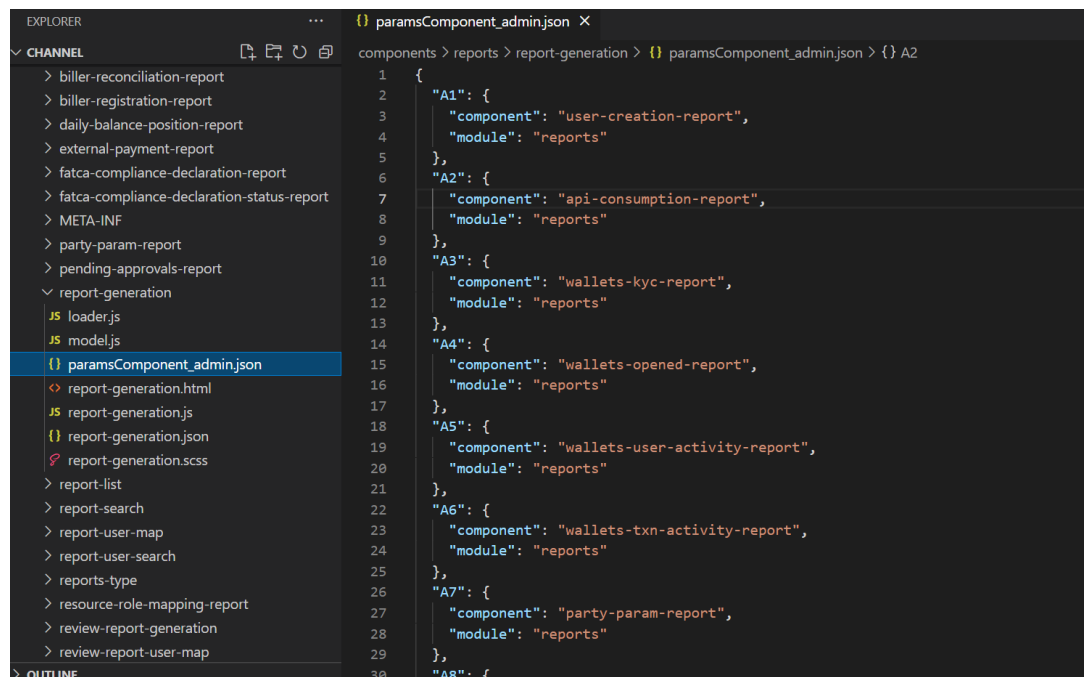 EXPLORER
CHANNEL
biller-reconciliation-report
biller-registration-report
daily-balance-position-report
external-payment-report
fatca-compliance-declaration-report
fatca-compliance-declaration-status-report
META-INF
party-param-report
pending-approvals-report
report-generation
JS loader.js
JS model.js
{} paramsComponent_admin.json
<> report-generation.html
JS report-generation.js
{} report-generation.json
report-generation.scss
report-list
report-search
report-user-map
report-user-search
reports-type
resource-role-mapping-report
review-report-generation
review-report-user-map
OUTLINE
{} paramsComponent_admin.json ×
components > reports > report-generation > {} paramsComponent_admin.json > {} A2
1 {
2 "A1": {
3 "component": "user-creation-report",
4 "module": "reports"
5 },
6 "A2": {
7 "component": "api-consumption-report",
8 "module": "reports"
9 },
10 "A3": {
11 "component": "wallets-kyc-report",
12 "module": "reports"
13 },
14 "A4": {
15 "component": "wallets-opened-report",
16 "module": "reports"
17 },
18 "A5": {
19 "component": "wallets-user-activity-report",
20 "module": "reports"
21 },
22 "A6": {
23 "component": "wallets-txn-activity-report",
24 "module": "reports"
25 },
26 "A7": {
27 "component": "party-param-report",
28 "module": "reports"
29 },
30 "A8": {